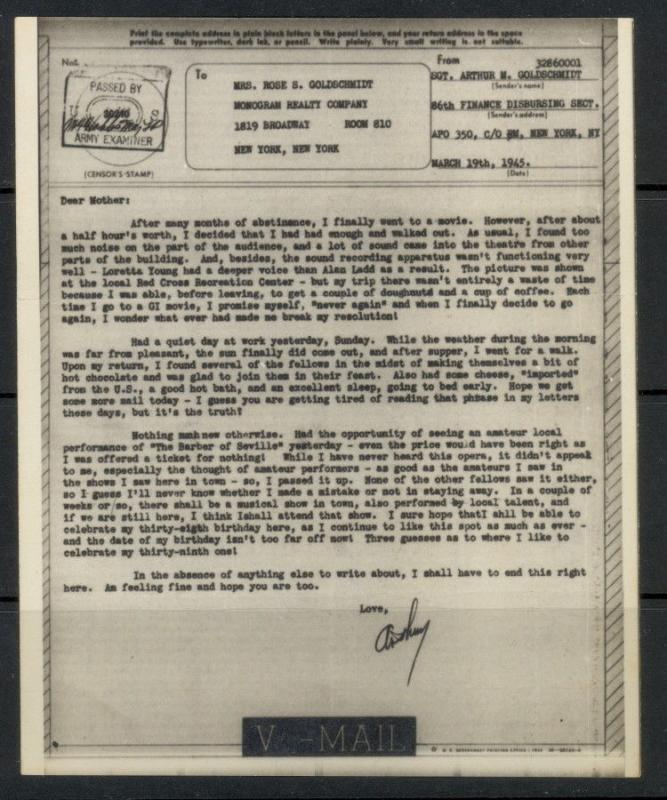 Print the complete address in plain block letters in the panel below, and your return address in the space
provided. Use typewriter, dark ink, or pencil. Write plainly. Very small writing is not suitable.
No.
PASSED BY
ARMY EXAMINER
(CENSOR'S STAMP)
To
MRS. ROSE S. GOLDSCHMIDT
MONOGRAM REALTY COMPANY
1819 BROADWAY ROOM 810
NEW YORK, NEW YORK
From
32860001
SGT. ARTHUR M. GOLDSCHMIDT
(Sender's name)
86th FINANCE DISBURSING SECT.
(Sender's address)
APO 350, C/O PM, NEW YORK, NY
MARCH 19th, 1945.
(Date)
Dear Mother:
After many months of abstinance, I finally went to a movie. However, after about
a half hour's worth, I decided that I had had enough and walked out. As usual, I found too
much noise on the part of the audience, and a lot of sound came into the theatre from other
parts of the building. And, besides, the sound recording apparatus wasn't functioning very
well - Loretta Young had a deeper voice than Alan Ladd as a result. The picture was shown
at the local Red Cross Recreation Center - but my trip there wasn't entirely a waste of time
because I was able, before leaving, to get a couple of doughnuts and a cup of coffee. Each
time I go to a GI movie, I promise myself, "never again" and when I finally decide to go
again, I wonder what ever had made me break my resolution!
Had a quiet day at work yesterday, Sunday. While the weather during the morning
was far from pleasant, the sun finally did come out, and after supper, I went for a walk.
Upon my return, I found several of the fellows in the midst of making themselves a bit of
hot chocolate and was glad to join them in their feast. Also had some cheese, "imported"
from the U.S., a good hot bath, and an excellent sleep, going to bed early. Hope we get
some more mail today - I guess you are getting tired of reading that phrase in my letters
these days, but it's the truth!
Nothing new otherwise. Had the opportunity of seeing an amateur local
performance of "The Barber of Seville" yesterday - even the price would have been right as
I was offered a ticket for nothing! While I have never heard this opera, it didn't appeal
to me, especially the thought of amateur performers - as good as the amateurs I saw in
the shows I saw here in town - so, I passed it up. None of the other fellows saw it either,
so I guess I'll never know whether I made a mistake or not in staying away. In a couple of
weeks or so, there shall be a musical show in town, also performed by local talent, and
if we are still here, I think Ishall attend that show. I sure hope thatI ahll be able to
celebrate my thirty-eigth birthday here, as I continue to like this spot as much as ever -
and the date of my birthday isn't too far off now! Three guesses as to where I like to
celebrate my thirty-ninth one!
In the absence of anything else to write about, I shall have to end this right
here. Am feeling fine and hope you are too.
Love,
Arthur
V-MAIL
U. S. GOVERNMENT PRINTING OFFICE